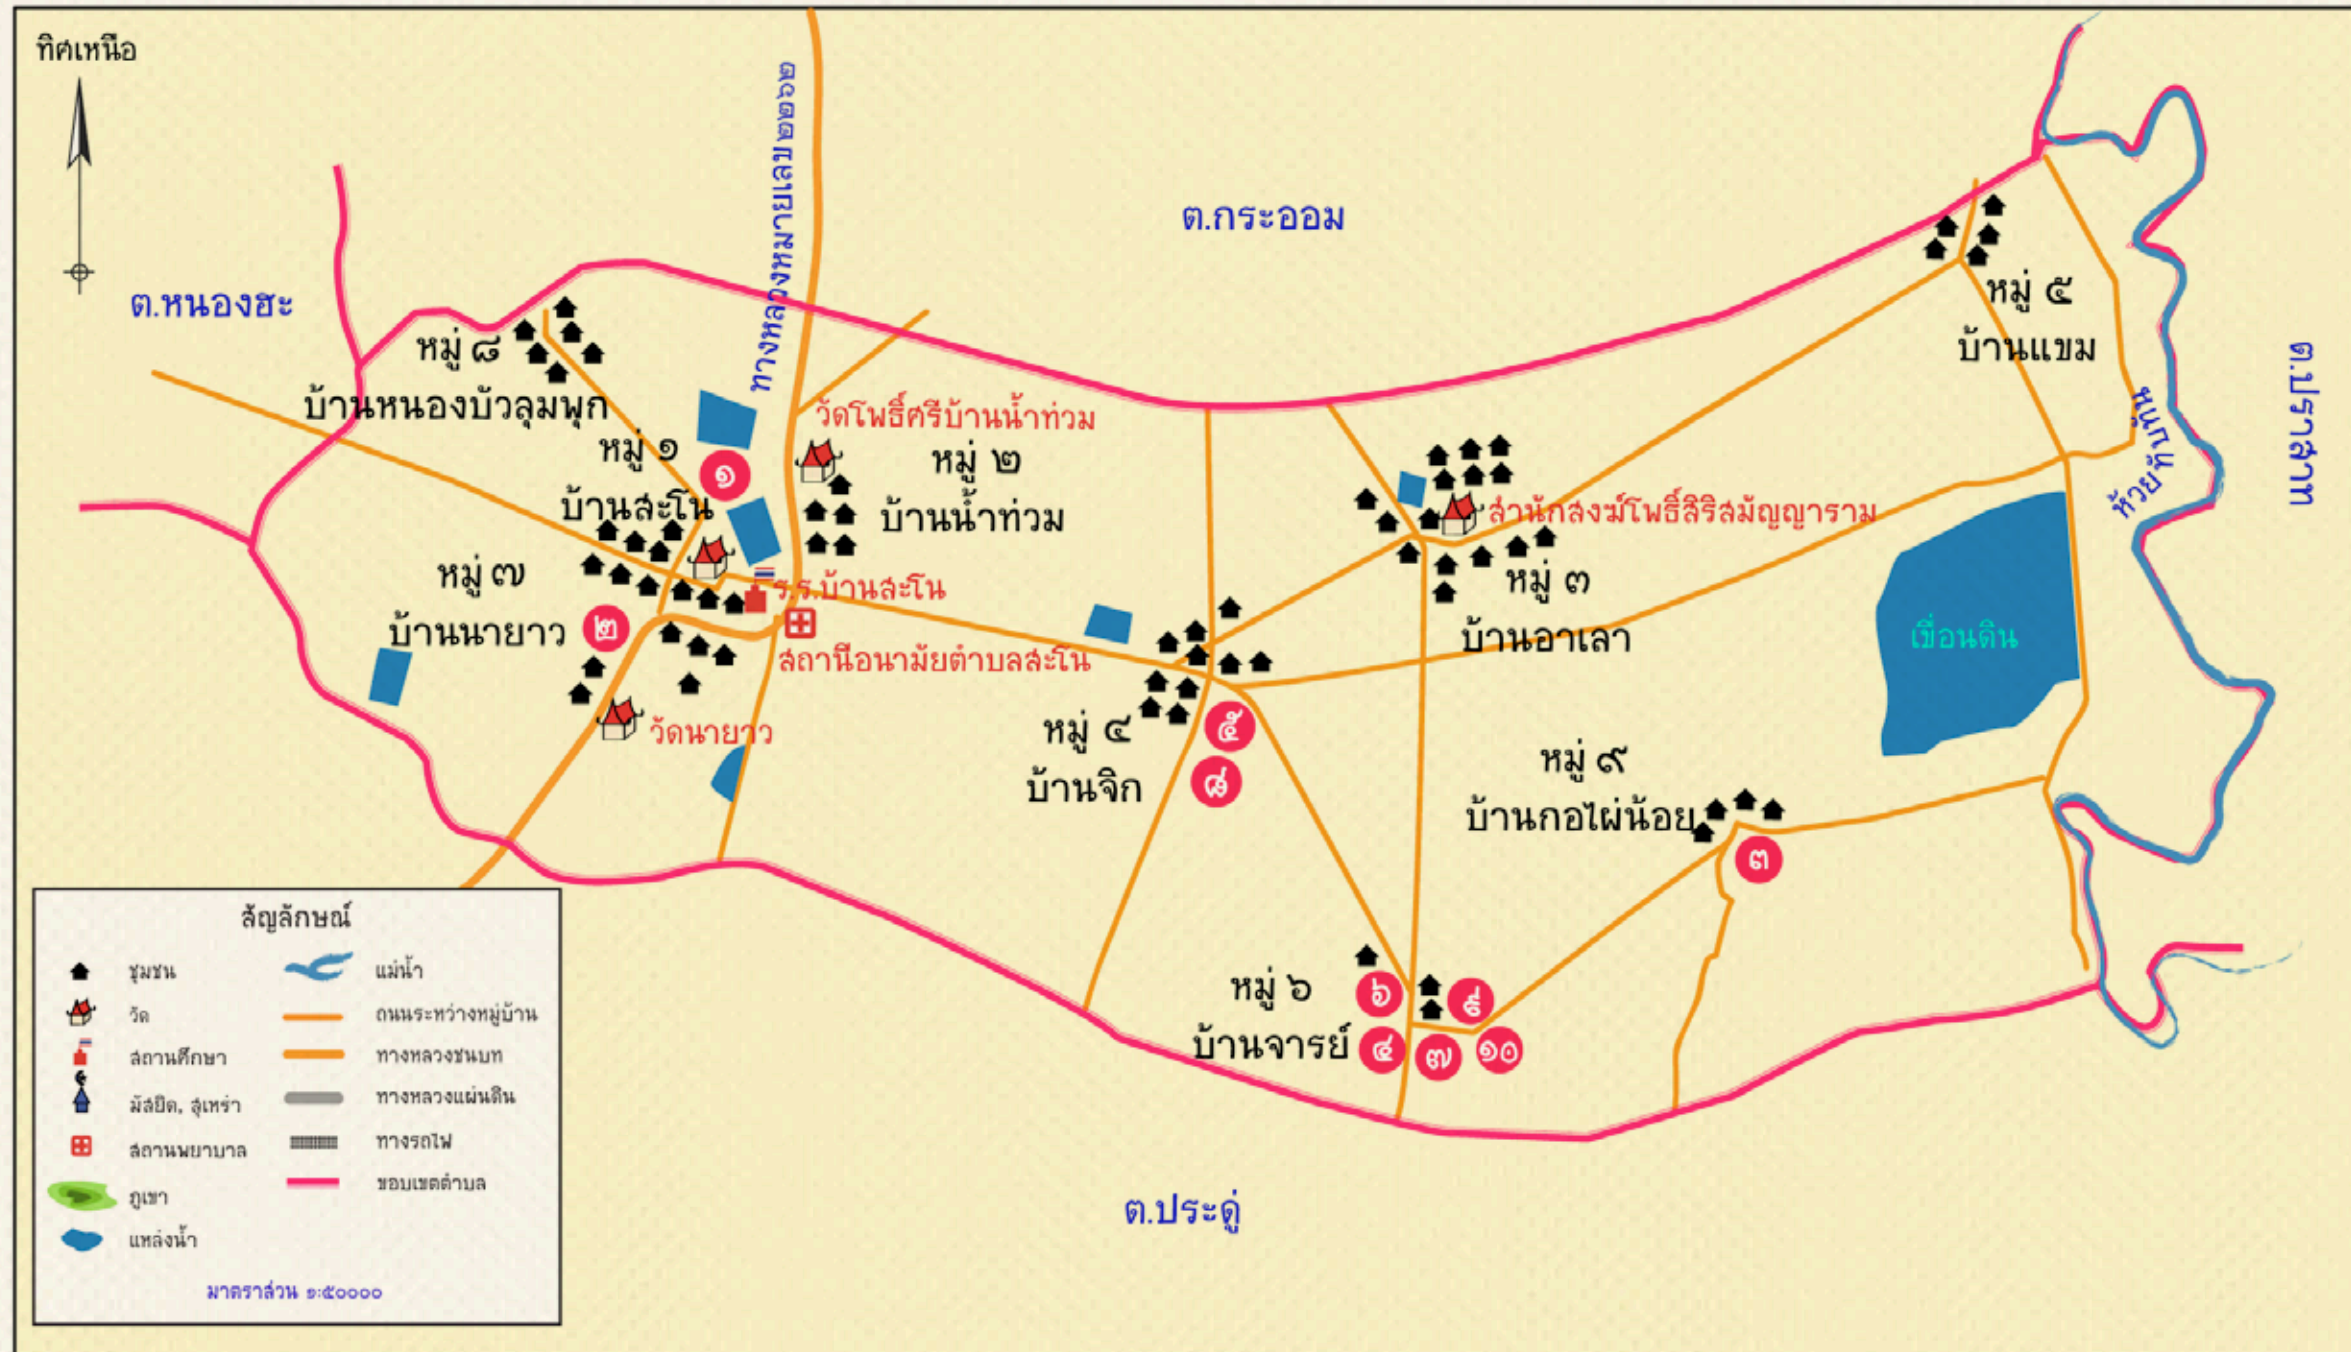 ทิศเหนือ
ทางหลวงหมายเลข ๒๒๖๒
ต.กระออม
ต.หนองฮะ
หมู่ ๕
บ้านแขม
หมู่ ๘
บ้านหนองบัวลุมพุก
ต.ปราสาท
ห้วยทับทัน
หมู่ ๑
๑
บ้านสะโน
วัดโพธิ์ศรีบ้านน้ำท่วม
หมู่ ๒
บ้านน้ำท่วม
สำนักสงฆ์โพธิ์สิริสมัญญาราม
หมู่ ๗
บ้านนายาว
๒
ร.ร.บ้านสะโน
สถานีอนามัยตำบลสะโน
หมู่ ๓
บ้านอาเลา
เขื่อนดิน
วัดนายาว
หมู่ ๔
บ้านจิก
๕
๘
หมู่ ๙
บ้านกอไผ่น้อย
๓
หมู่ ๖
บ้านจารย์
๖
๙
๔
๗
๑๐
ต.ประดู่
สัญลักษณ์
ชุมชน
แม่น้ำ
วัด
ถนนระหว่างหมู่บ้าน
สถานศึกษา
ทางหลวงชนบท
มัสยิด, สุเหร่า
ทางหลวงแผ่นดิน
สถานพยาบาล
ทางรถไฟ
ภูเขา
ขอบเขตตำบล
แหล่งน้ำ
มาตราส่วน ๑:๕๐๐๐๐